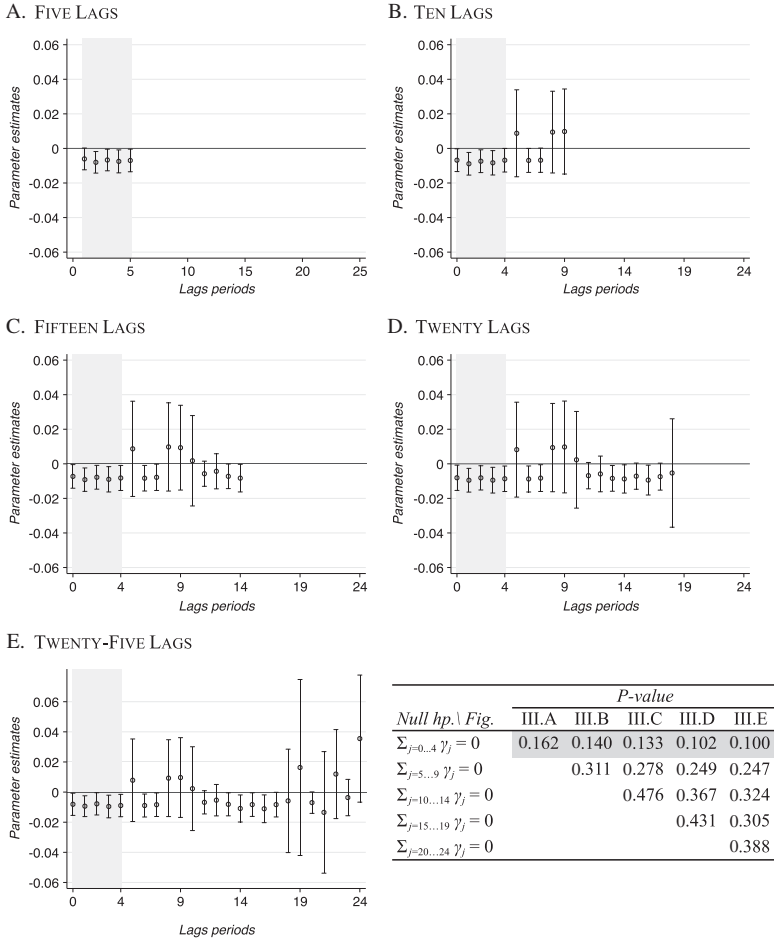 A. FIVE LAGS
0.06
0.04
0.02
0
-0.02
-0.04
-0.06
Parameter estimates
0 5 10 15 20 25
Lags periods
B. TEN LAGS
0.06
0.04
0.02
0
-0.02
-0.04
-0.06
Parameter estimates
0 4 9 14 19 24
Lags periods
C. FIFTEEN LAGS
0.06
0.04
0.02
0
-0.02
-0.04
-0.06
Parameter estimates
0 4 9 14 19 24
Lags periods
D. TWENTY LAGS
0.06
0.04
0.02
0
-0.02
-0.04
-0.06
Parameter estimates
0 4 9 14 19 24
Lags periods
E. TWENTY-FIVE LAGS
0.06
0.04
0.02
0
-0.02
-0.04
-0.06
Parameter estimates
0 4 9 14 19 24
Lags periods
P-value
Null hp.\ Fig. III.A III.B III.C III.D III.E
Σj=0...4 γj = 0 0.162 0.140 0.133 0.102 0.100
Σj=5...9 γj = 0 0.311 0.278 0.249 0.247
Σj=10...14 γj = 0 0.476 0.367 0.324
Σj=15...19 γj = 0 0.431 0.305
Σj=20...24 γj = 0 0.388